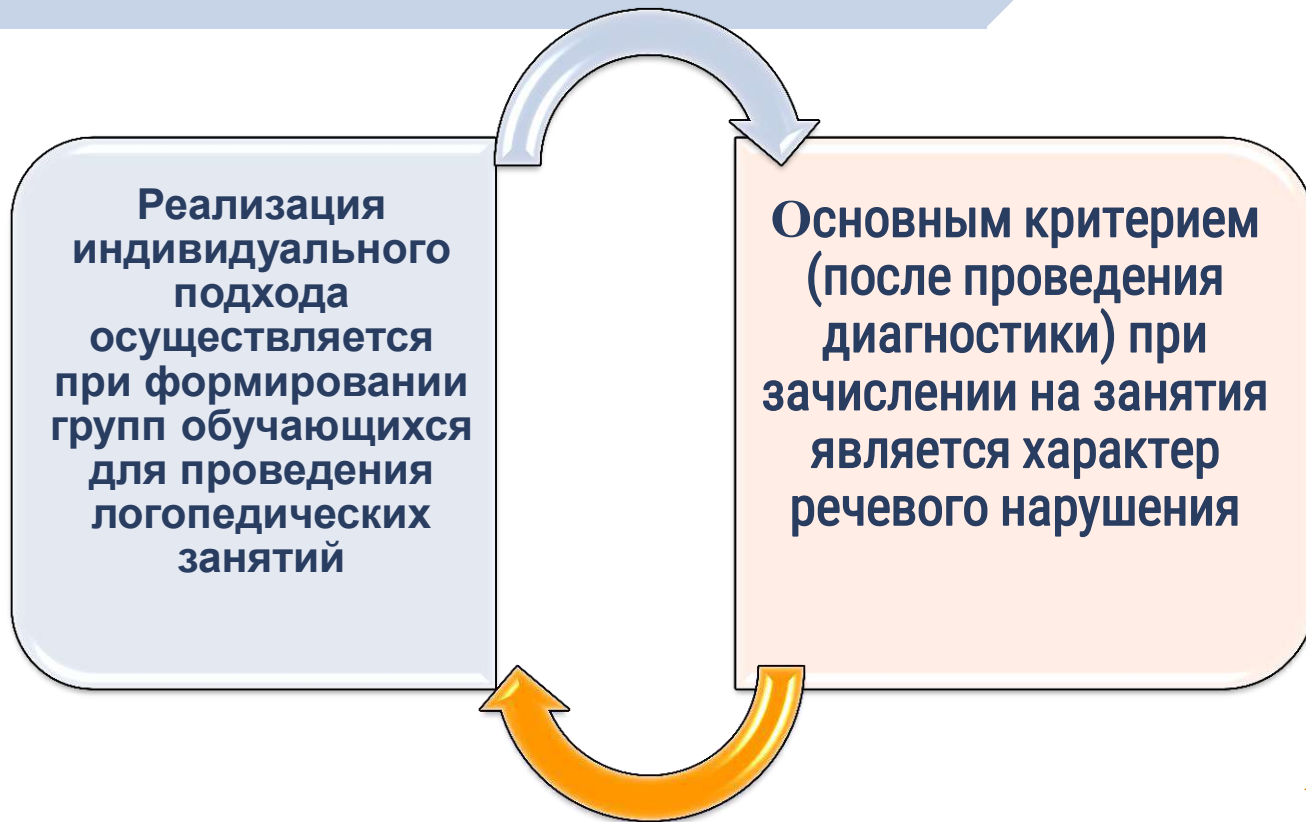 Реализация
индивидуального
подхода
осуществляется
при формировании
групп обучающихся
для проведения
логопедических
занятий
Основным критерием
(после проведения
диагностики) при
зачислении на занятия
является характер
речевого нарушения